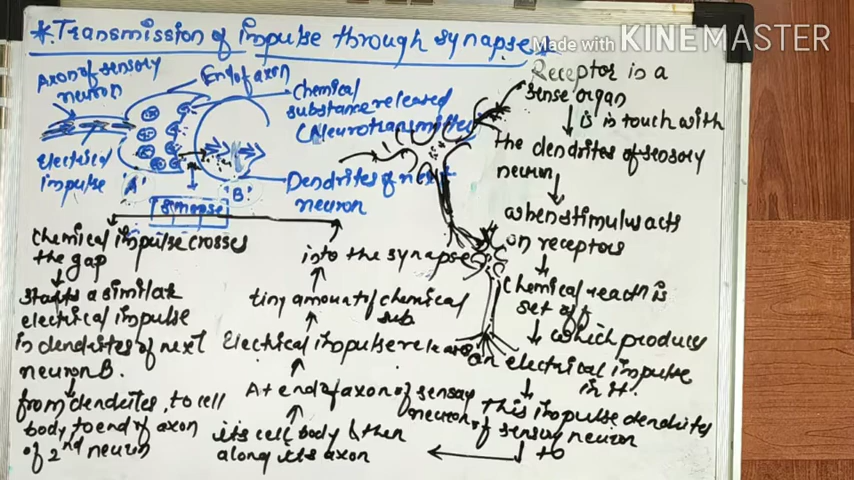 *Transmission of impulse through synapse*
Made with KINEMASTER
Axon of sensory
neuron
End of axon
Chemical
substance released
(Neurotransmitter
Electrical
impulse
'A'
'B'
Synapse
Dendrites of next
neuron
Receptor in a
sense organ
is in touch with
the dendrites of sensory
neuron
when stimulus acts
on receptors
Chemical reactn is
set off
which produces
an electrical impulse
in it.
This impulse dendrites
of sensory neuron
to
its cell body & then
along its axon
At end of axon of sensory
neuron
Electrical impulse releases
tiny amount of chemical
sub.
into the synapse
Chemical impulse crosses
the gap
starts a similar
electrical impulse
in dendrites of next
neuron B.
from dendrites, to cell
body to end of axon
of 2nd neuron